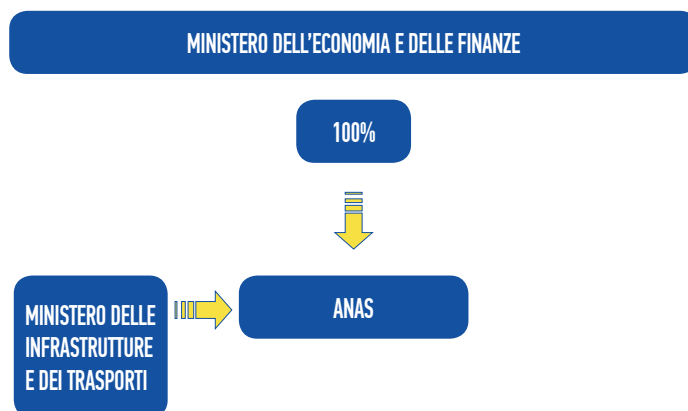 MINISTERO DELL'ECONOMIA E DELLE FINANZE
100%
ANAS
MINISTERO DELLE
INFRASTRUTTURE
E DEI TRASPORTI